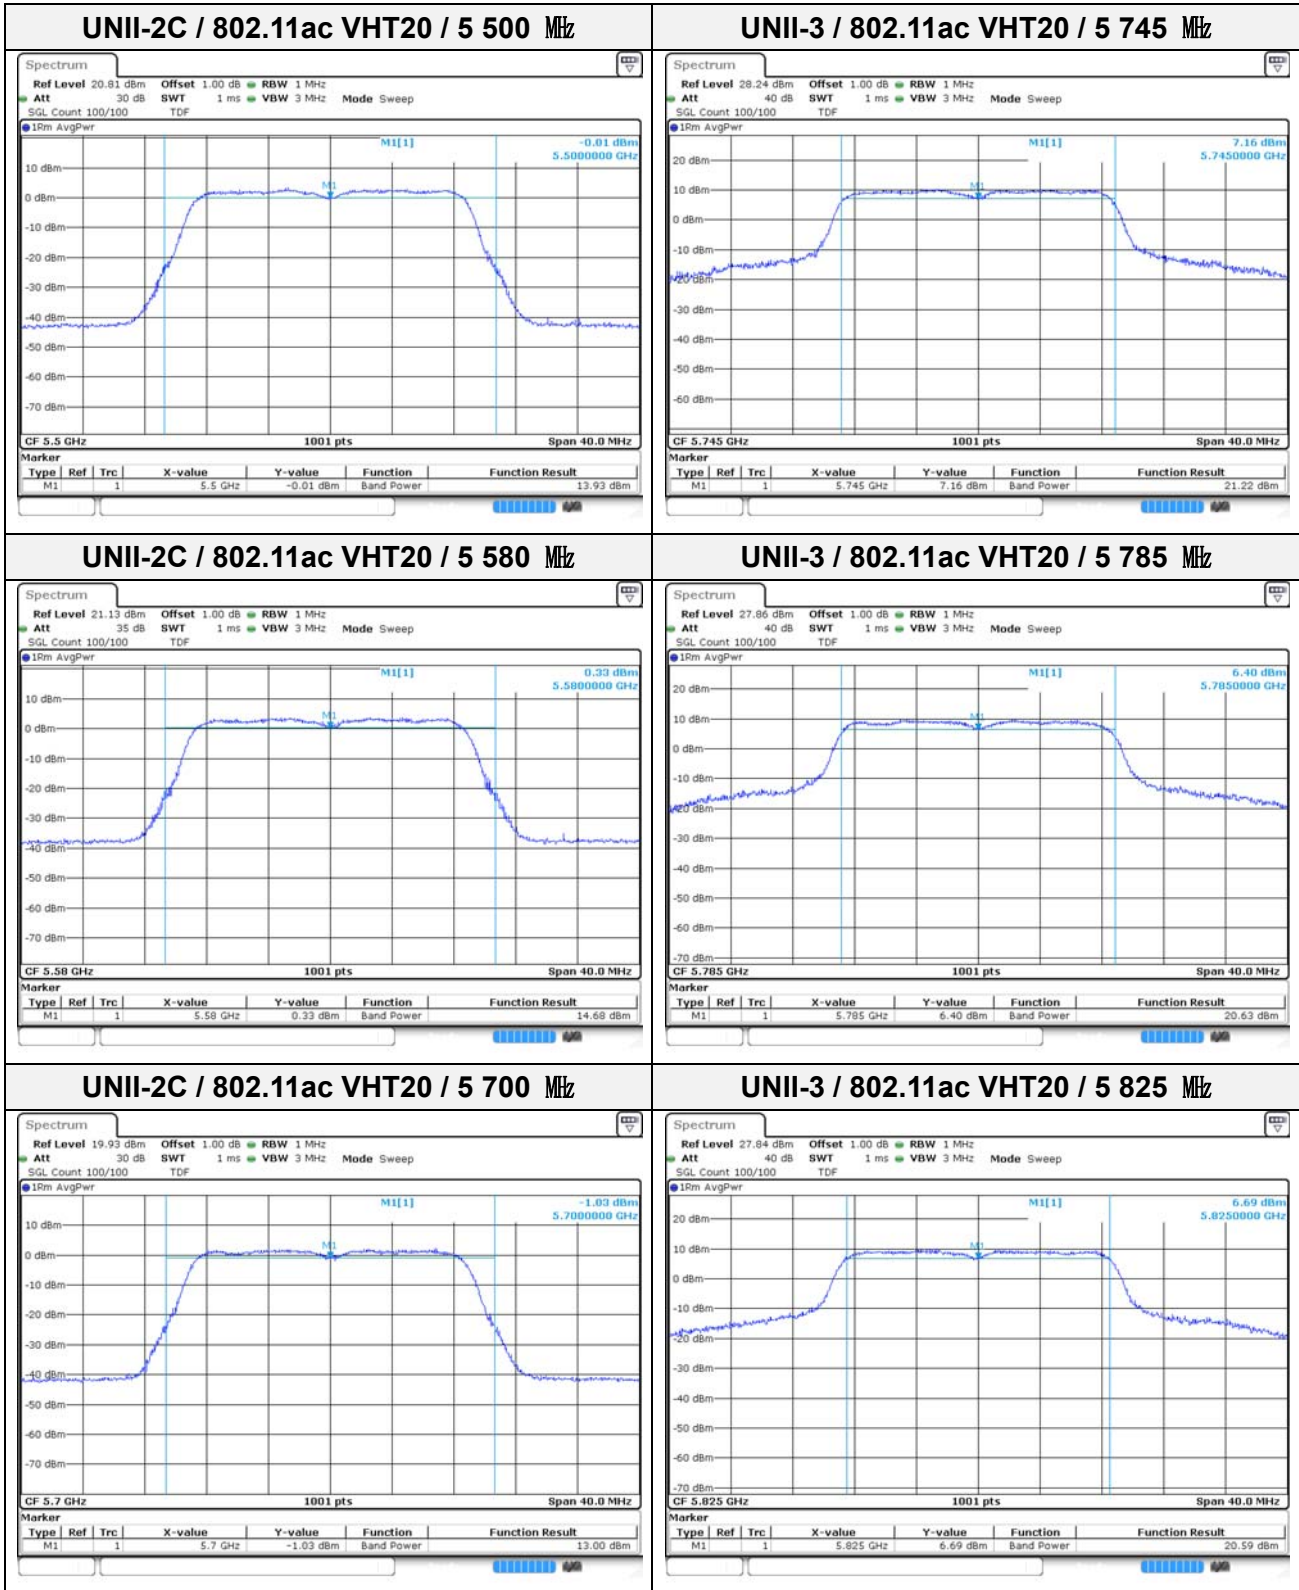 UNII-2C / 802.11ac VHT20 / 5 500 ㎒
Spectrum
Ref Level 20.81 dBm Offset 1.00 dB RBW 1 MHz
Att 30 dB SWT 1 ms VBW 3 MHz Mode Sweep
SGL Count 100/100 TDF
1Rm AvgPwr
M1[1] -0.01 dBm
5.5000000 GHz
10 dBm
M1
0 dBm
-10 dBm
-20 dBm
-30 dBm
-40 dBm
-50 dBm
-60 dBm
-70 dBm
CF 5.5 GHz 1001 pts Span 40.0 MHz
Marker
Type Ref Trc X-value Y-value Function Function Result
M1 1 5.5 GHz -0.01 dBm Band Power 13.93 dBm
UNII-3 / 802.11ac VHT20 / 5 745 ㎒
Spectrum
Ref Level 28.24 dBm Offset 1.00 dB RBW 1 MHz
Att 40 dB SWT 1 ms VBW 3 MHz Mode Sweep
SGL Count 100/100 TDF
1Rm AvgPwr
M1[1] 7.16 dBm
5.7450000 GHz
20 dBm
10 dBm
M1
0 dBm
-10 dBm
-20 dBm
-30 dBm
-40 dBm
-50 dBm
-60 dBm
CF 5.745 GHz 1001 pts Span 40.0 MHz
Marker
Type Ref Trc X-value Y-value Function Function Result
M1 1 5.745 GHz 7.16 dBm Band Power 21.22 dBm
UNII-2C / 802.11ac VHT20 / 5 580 ㎒
Spectrum
Ref Level 21.13 dBm Offset 1.00 dB RBW 1 MHz
Att 35 dB SWT 1 ms VBW 3 MHz Mode Sweep
SGL Count 100/100 TDF
1Rm AvgPwr
M1[1] 0.33 dBm
5.5800000 GHz
10 dBm
M1
0 dBm
-10 dBm
-20 dBm
-30 dBm
-40 dBm
-50 dBm
-60 dBm
-70 dBm
CF 5.58 GHz 1001 pts Span 40.0 MHz
Marker
Type Ref Trc X-value Y-value Function Function Result
M1 1 5.58 GHz 0.33 dBm Band Power 14.68 dBm
UNII-3 / 802.11ac VHT20 / 5 785 ㎒
Spectrum
Ref Level 27.86 dBm Offset 1.00 dB RBW 1 MHz
Att 40 dB SWT 1 ms VBW 3 MHz Mode Sweep
SGL Count 100/100 TDF
1Rm AvgPwr
M1[1] 6.40 dBm
5.7850000 GHz
20 dBm
10 dBm
M1
0 dBm
-10 dBm
-20 dBm
-30 dBm
-40 dBm
-50 dBm
-60 dBm
-70 dBm
CF 5.785 GHz 1001 pts Span 40.0 MHz
Marker
Type Ref Trc X-value Y-value Function Function Result
M1 1 5.785 GHz 6.40 dBm Band Power 20.63 dBm
UNII-2C / 802.11ac VHT20 / 5 700 ㎒
Spectrum
Ref Level 19.93 dBm Offset 1.00 dB RBW 1 MHz
Att 30 dB SWT 1 ms VBW 3 MHz Mode Sweep
SGL Count 100/100 TDF
1Rm AvgPwr
M1[1] -1.03 dBm
5.7000000 GHz
10 dBm
M1
0 dBm
-10 dBm
-20 dBm
-30 dBm
-40 dBm
-50 dBm
-60 dBm
-70 dBm
CF 5.7 GHz 1001 pts Span 40.0 MHz
Marker
Type Ref Trc X-value Y-value Function Function Result
M1 1 5.7 GHz -1.03 dBm Band Power 13.00 dBm
UNII-3 / 802.11ac VHT20 / 5 825 ㎒
Spectrum
Ref Level 27.84 dBm Offset 1.00 dB RBW 1 MHz
Att 40 dB SWT 1 ms VBW 3 MHz Mode Sweep
SGL Count 100/100 TDF
1Rm AvgPwr
M1[1] 6.69 dBm
5.8250000 GHz
20 dBm
10 dBm
M1
0 dBm
-10 dBm
-20 dBm
-30 dBm
-40 dBm
-50 dBm
-60 dBm
-70 dBm
CF 5.825 GHz 1001 pts Span 40.0 MHz
Marker
Type Ref Trc X-value Y-value Function Function Result
M1 1 5.825 GHz 6.69 dBm Band Power 20.59 dBm